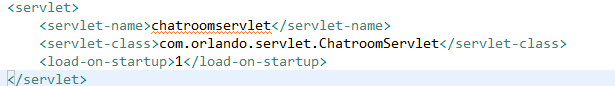 <servlet>
    <servlet-name>chatroomservlet</servlet-name>
    <servlet-class>com.orlando.servlet.ChatroomServlet</servlet-class>
    <load-on-startup>1</load-on-startup>
</servlet>